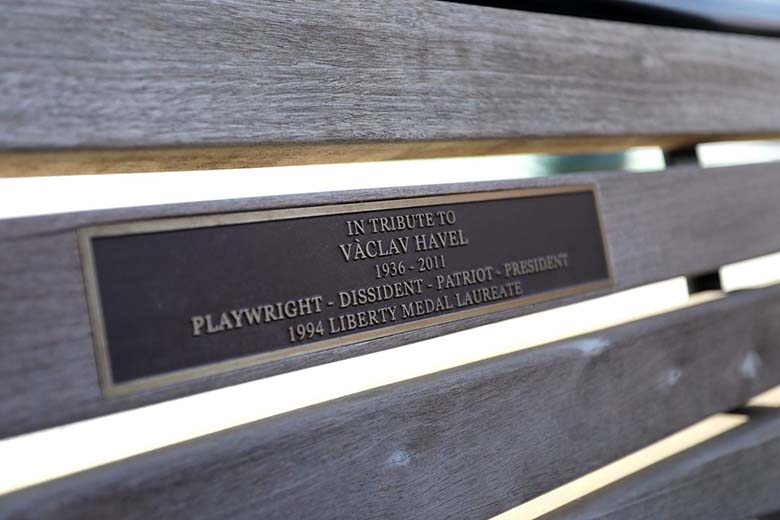 IN TRIBUTE TO
VÀCLAV HAVEL
1936 - 2011
PLAYWRIGHT - DISSIDENT - PATRIOT - PRESIDENT
1994 LIBERTY MEDAL LAUREATE